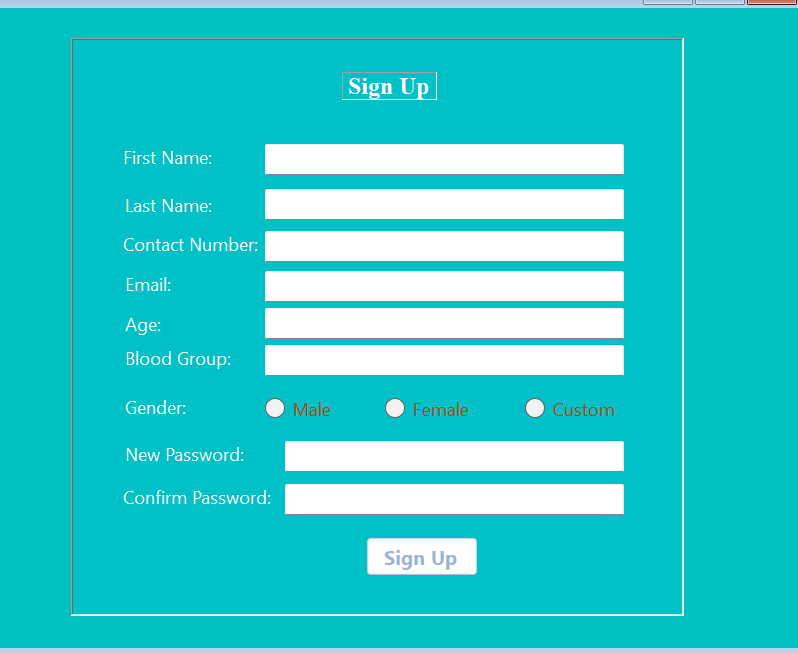 Sign Up
First Name:
Last Name:
Contact Number:
Email:
Age:
Blood Group:
Gender: Male Female Custom
New Password:
Confirm Password:
Sign Up